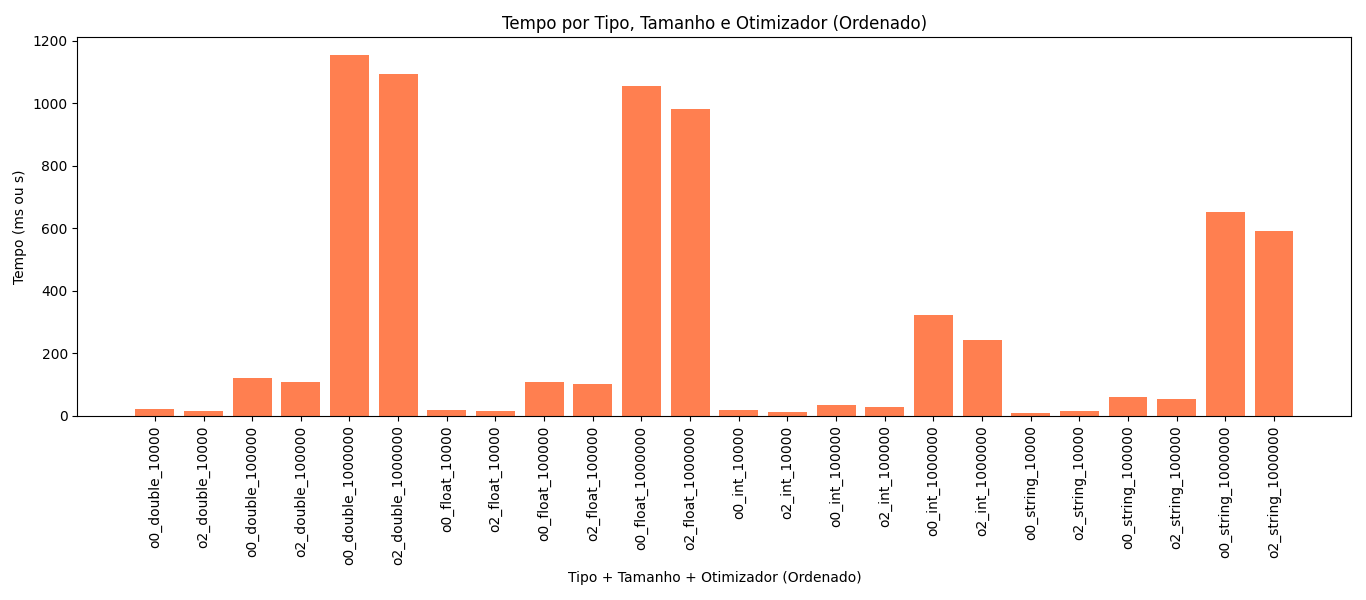 Tempo por Tipo, Tamanho e Otimizador (Ordenado)
Tempo (ms ou s)
1200
1000
800
600
400
200
0
o0_double_10000
o2_double_10000
o0_double_100000
o2_double_100000
o0_double_1000000
o2_double_1000000
o0_float_10000
o2_float_10000
o0_float_100000
o2_float_100000
o0_float_1000000
o2_float_1000000
o0_int_10000
o2_int_10000
o0_int_100000
o2_int_100000
o0_int_1000000
o2_int_1000000
o0_string_10000
o2_string_10000
o0_string_100000
o2_string_100000
o0_string_1000000
o2_string_1000000
Tipo + Tamanho + Otimizador (Ordenado)